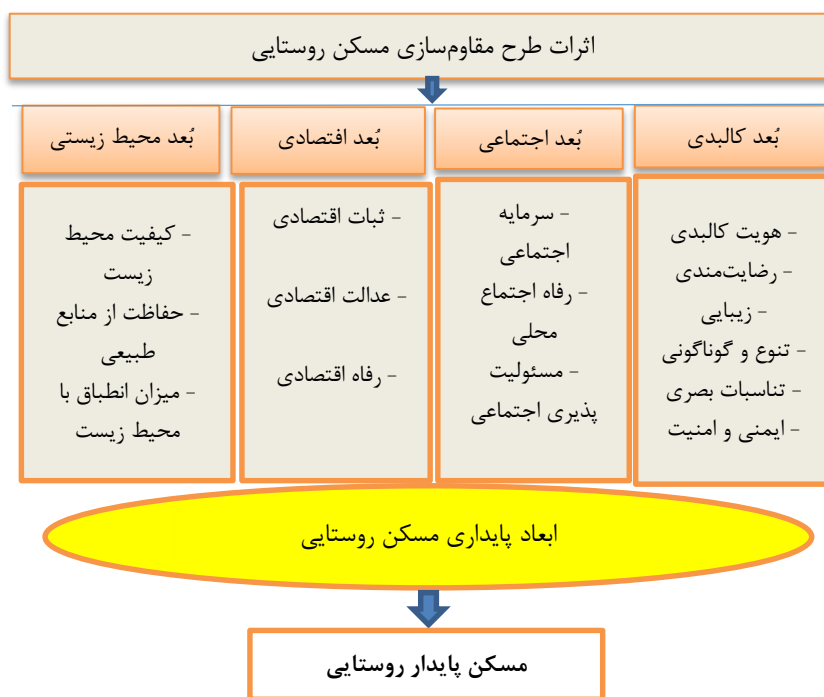 اثرات طرح مقاوم‌سازی مسکن روستایی
بُعد کالبدی
بُعد اجتماعی
بُعد افتصادی
بُعد محیط زیستی
- هویت کالبدی
- رضایت‌مندی
- زیبایی
- تنوع و گوناگونی
- تناسبات بصری
- ایمنی و امنیت
- سرمایه
اجتماعی
- رفاه اجتماع
محلی
- مسئولیت
پذیری اجتماعی
- ثبات اقتصادی
- عدالت اقتصادی
- رفاه اقتصادی
- کیفیت محیط
زیست
- حفاظت از منابع
طبیعی
- میزان انطباق با
محیط زیست
ابعاد پایداری مسکن روستایی
مسکن پایدار روستایی